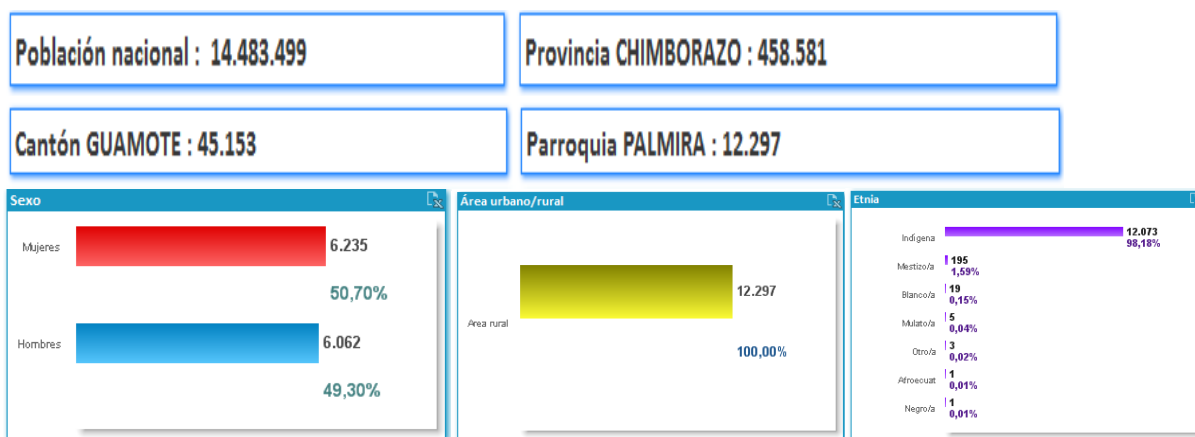 Población nacional : 14.483.499
Provincia CHIMBORAZO : 458.581
Cantón GUAMOTE : 45.153
Parroquia PALMIRA : 12.297
Sexo
Mujeres
6.235
50,70%
Hombres
6.062
49,30%
Área urbano/rural
Area rural
12.297
100,00%
Etnia
Indígena
12.073
98,18%
Mestizo/a
195
1,59%
Blanco/a
19
0,15%
Mulato/a
5
0,04%
Otro/a
3
0,02%
Afroecuat
1
0,01%
Negro/a
1
0,01%